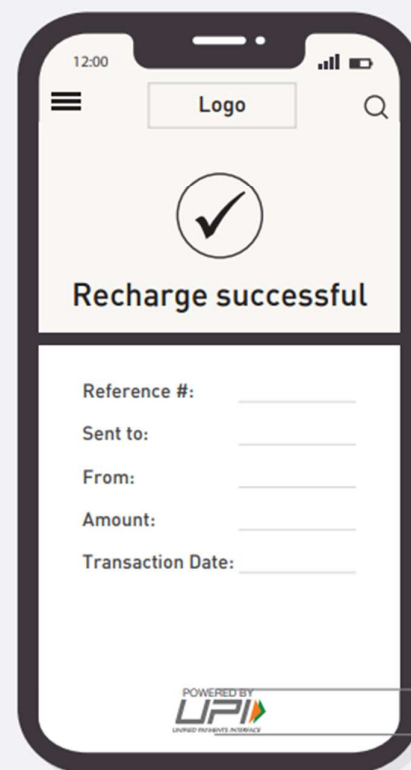 12:00
Logo
Recharge successful
Reference #:
Sent to:
From:
Amount:
Transaction Date:
POWERED BY
UPI
UNIFIED PAYMENTS INTERFACE